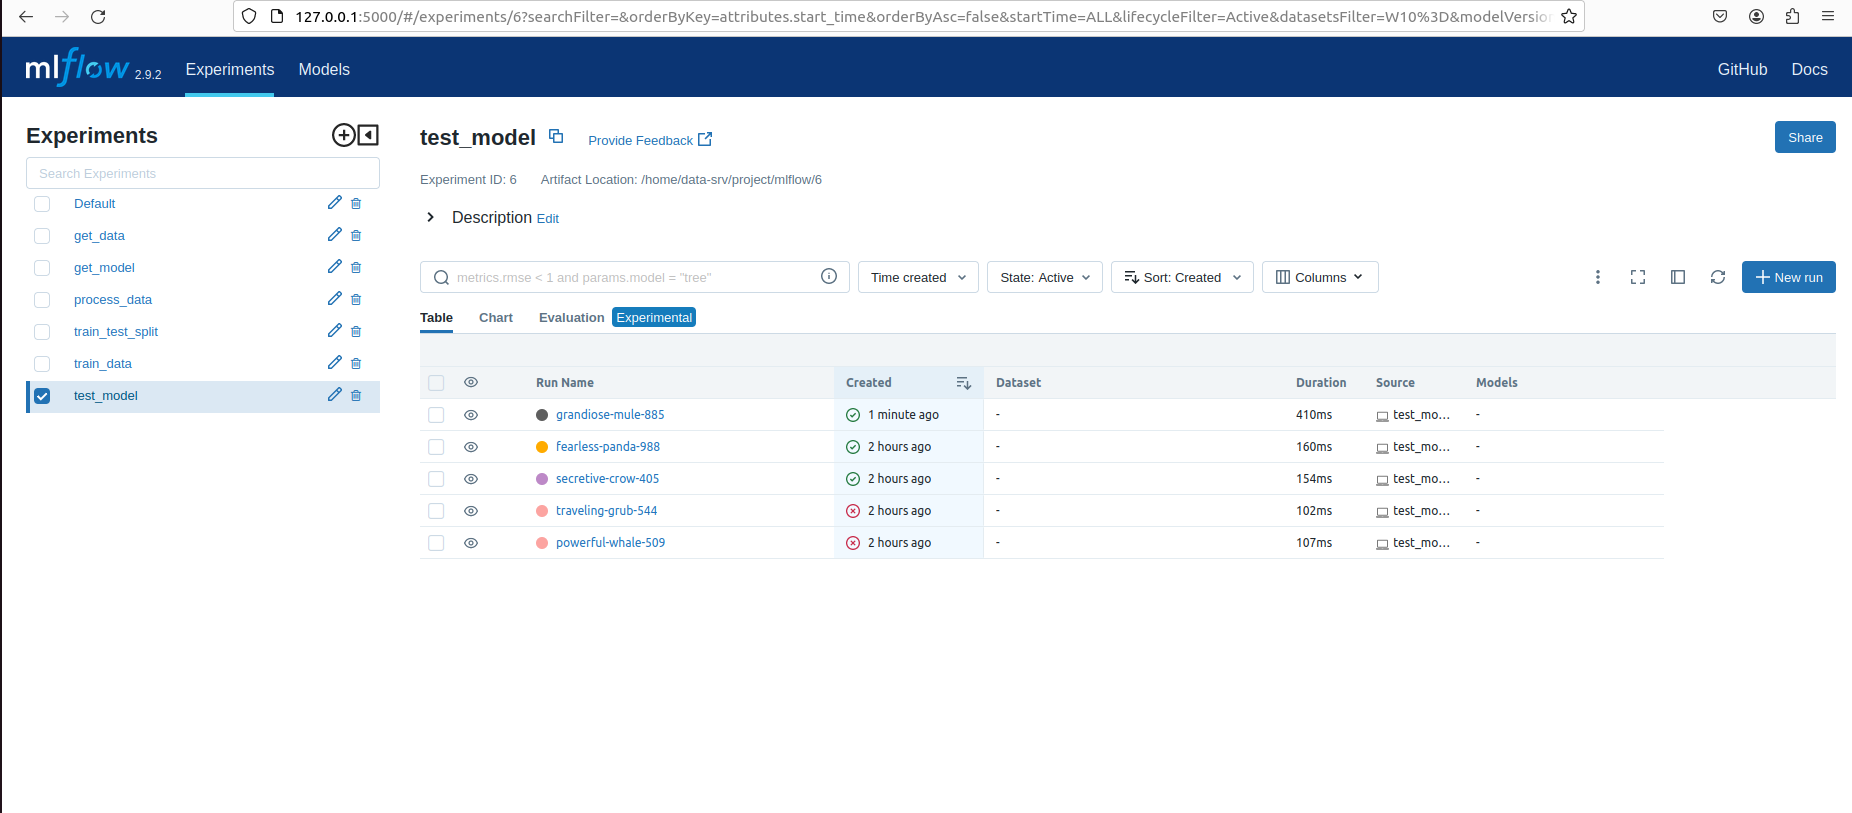 127.0.0.1:5000/#/experiments/6?searchFilter=&orderByKey=attributes.start_time&orderByAsc=false&startTime=ALL&lifecycleFilter=Active&datasetsFilter=W10%3D&modelVersion
mlflow 2.9.2 Experiments Models GitHub Docs
Experiments
Search Experiments
Default
get_data
get_model
process_data
train_test_split
train_data
test_model
test_model Provide Feedback Share
Experiment ID: 6 Artifact Location: /home/data-srv/project/mlflow/6
Description Edit
metrics.rmse < 1 and params.model = "tree" Time created State: Active Sort: Created Columns New run
Table Chart Evaluation Experimental
Run Name Created Dataset Duration Source Models
grandiose-mule-885 1 minute ago - 410ms test_mo... -
fearless-panda-988 2 hours ago - 160ms test_mo... -
secretive-crow-405 2 hours ago - 154ms test_mo... -
traveling-grub-544 2 hours ago - 102ms test_mo... -
powerful-whale-509 2 hours ago - 107ms test_mo... -